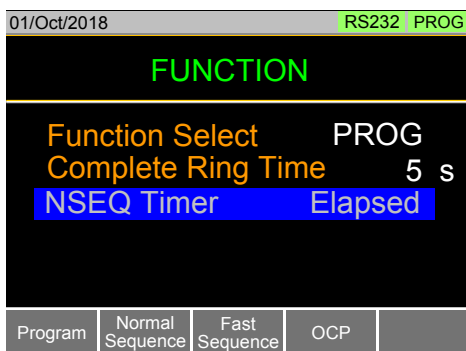 01/Oct/2018 RS232 PROG
FUNCTION
Function Select PROG
Complete Ring Time 5 s
NSEQ Timer Elapsed
Program Normal Sequence Fast Sequence OCP